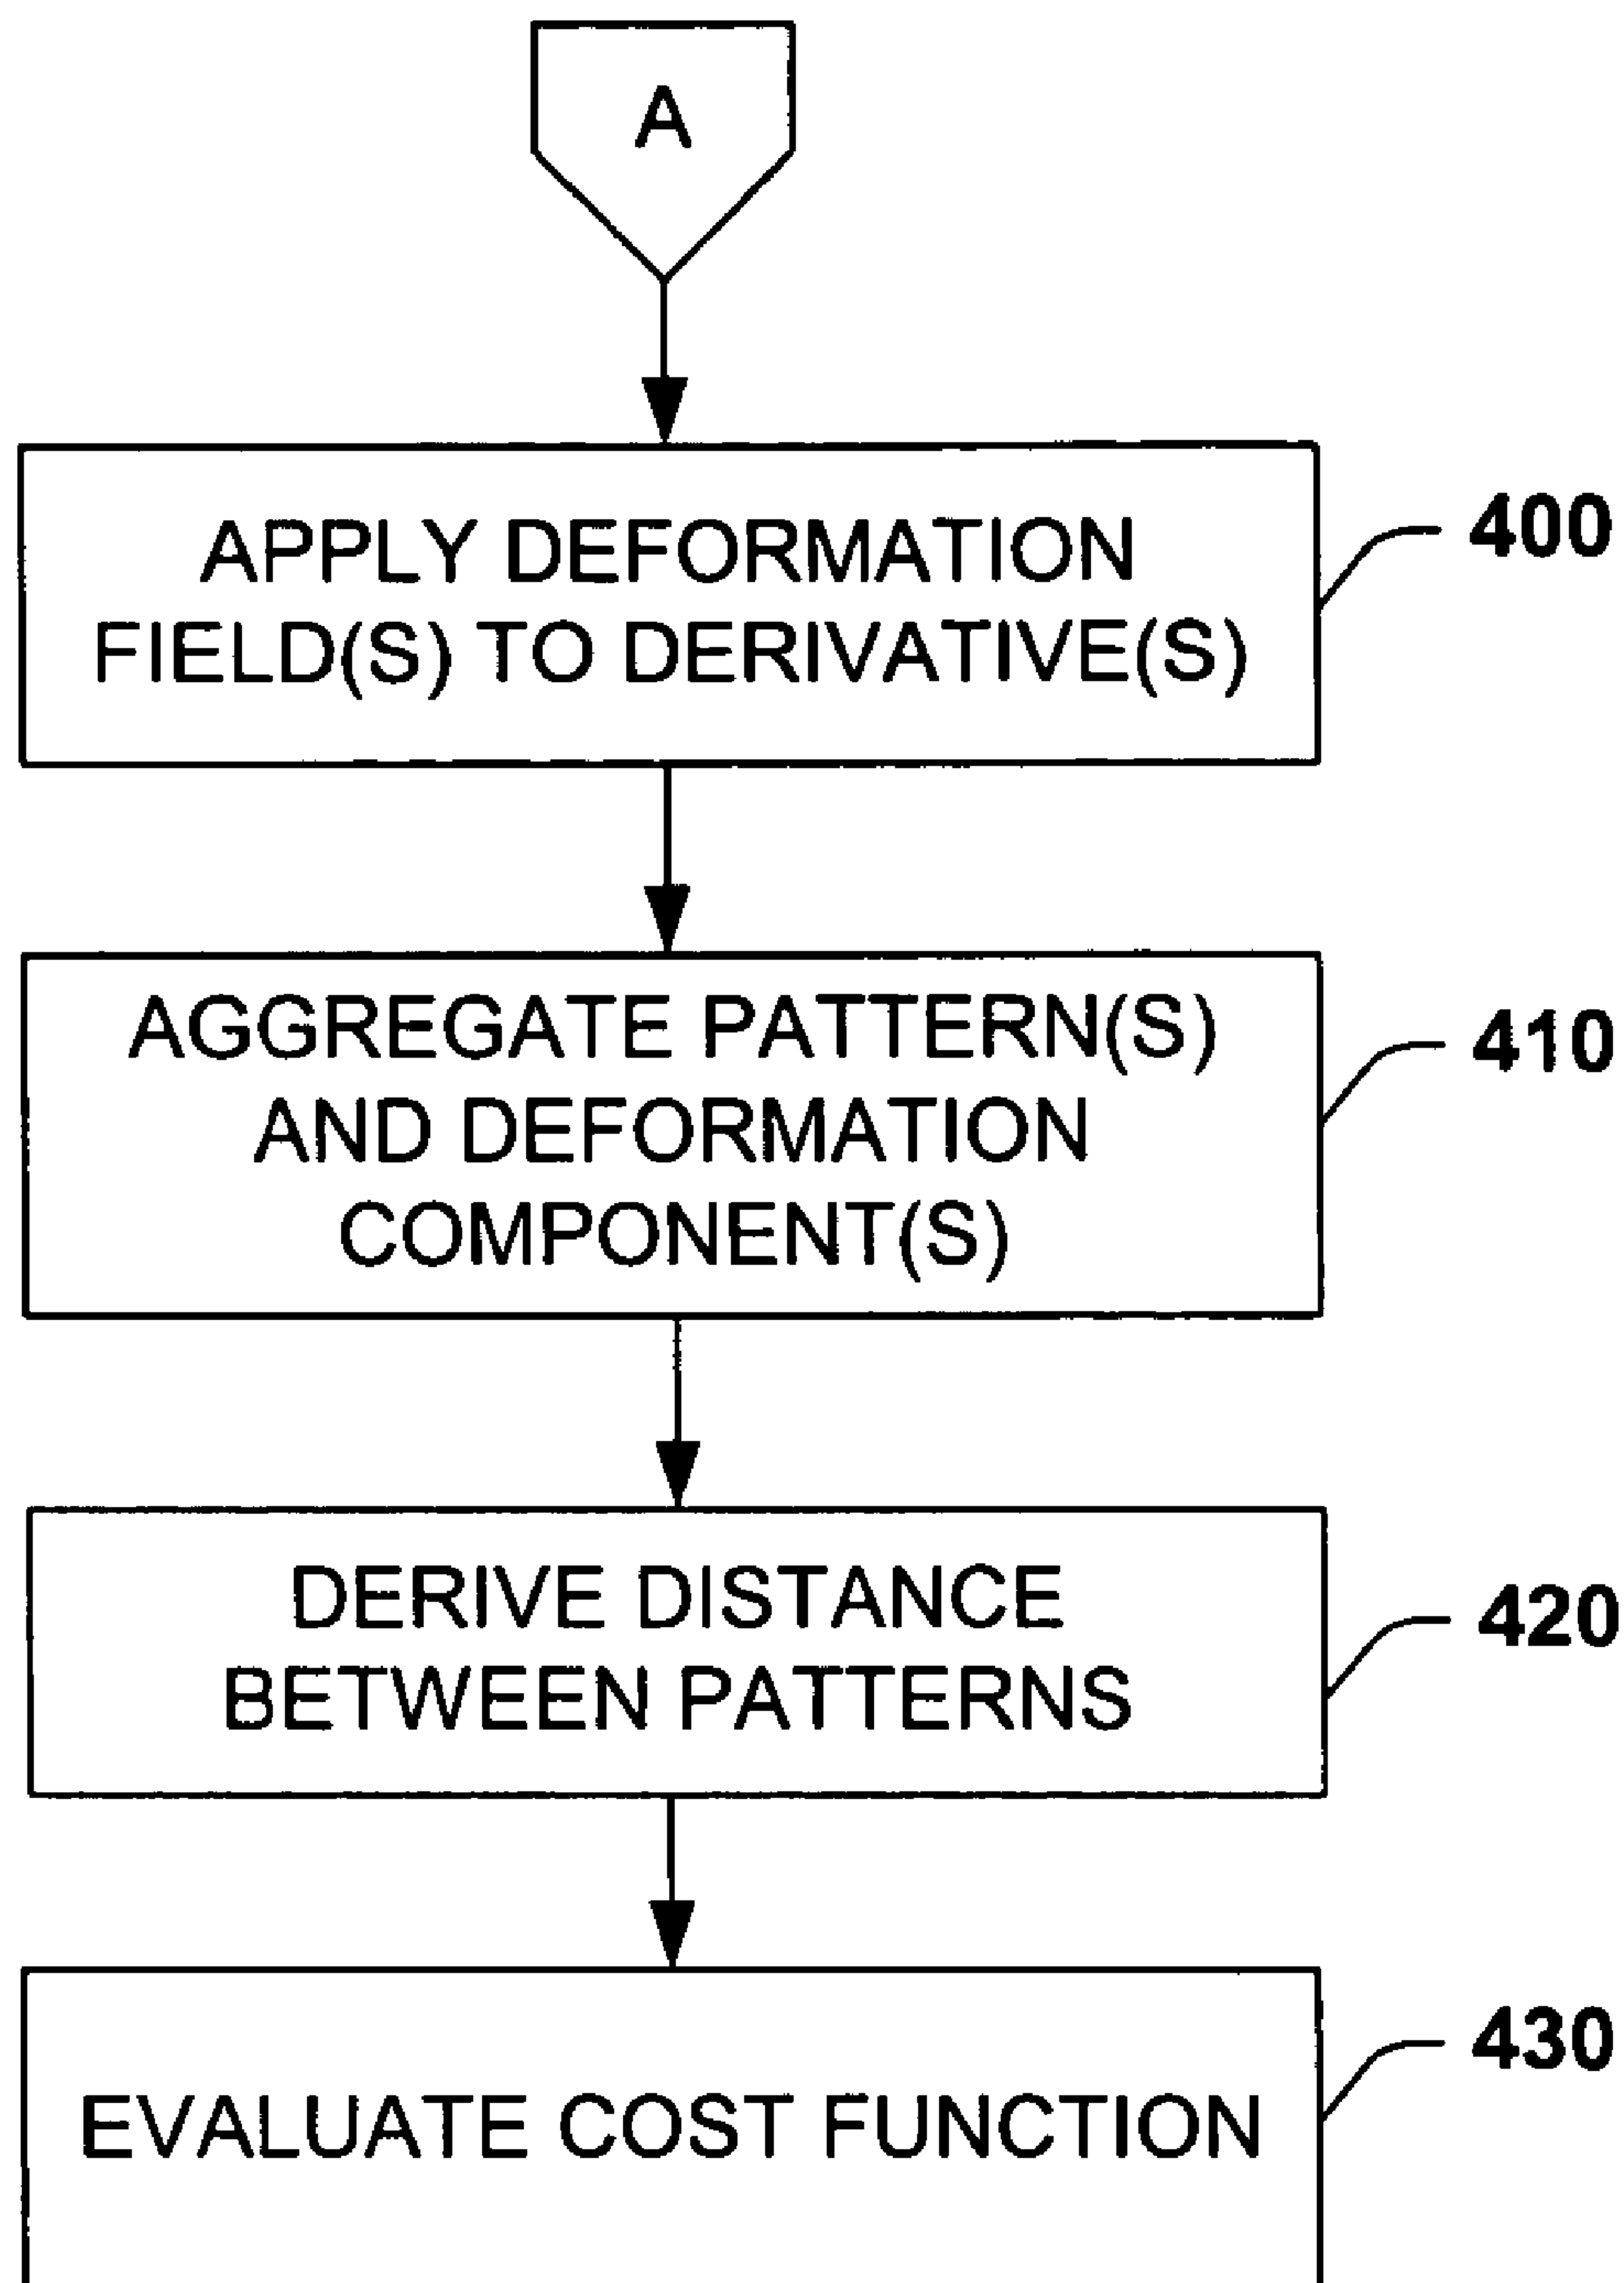 A
APPLY DEFORMATION
FIELD(S) TO DERIVATIVE(S)
400
AGGREGATE PATTERN(S)
AND DEFORMATION
COMPONENT(S)
410
DERIVE DISTANCE
BETWEEN PATTERNS
420
EVALUATE COST FUNCTION
430